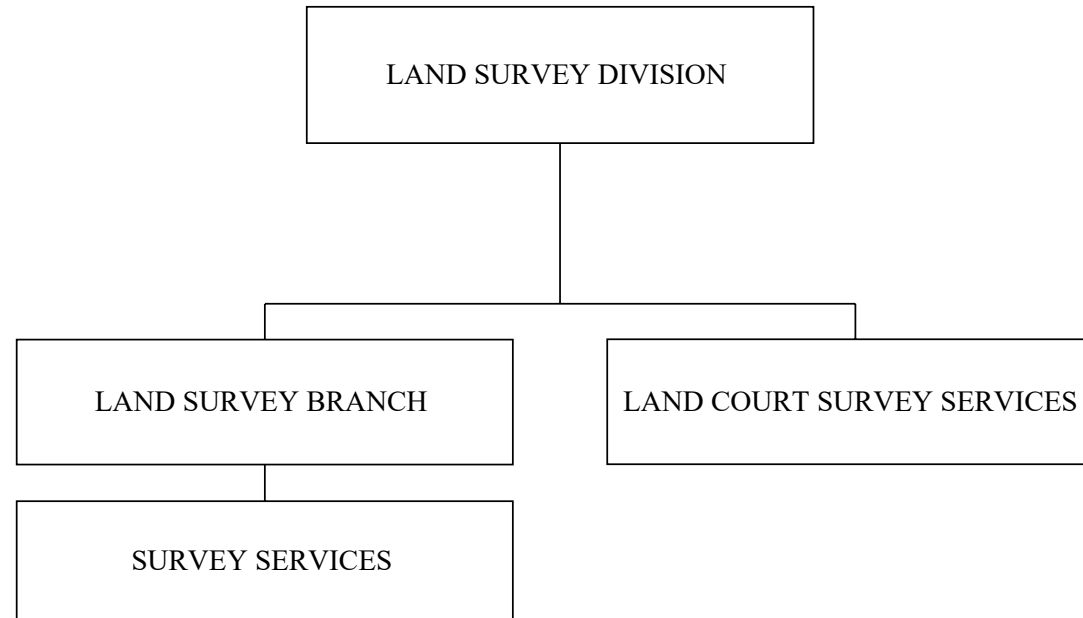 LAND SURVEY DIVISION
LAND SURVEY BRANCH
LAND COURT SURVEY SERVICES
SURVEY SERVICES